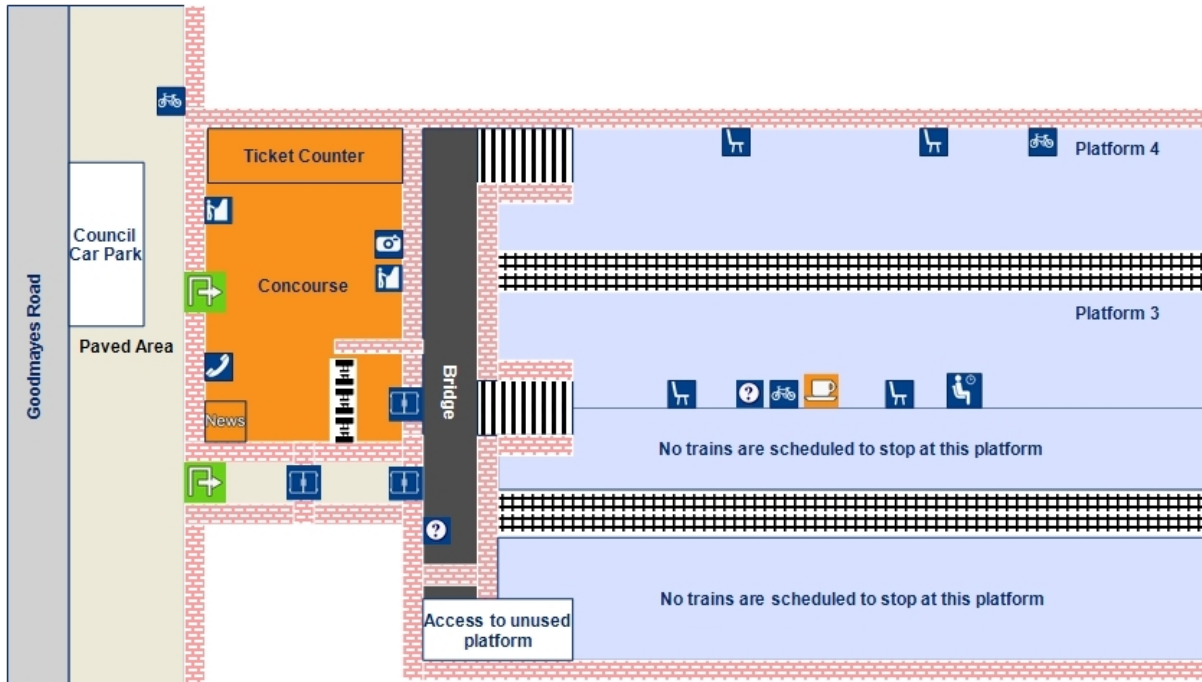 Ticket Counter
Platform 4
Council
Car Park
Concourse
Platform 3
Goodmayes Road
Paved Area
Bridge
News
No trains are scheduled to stop at this platform
?
?
No trains are scheduled to stop at this platform
Access to unused
platform